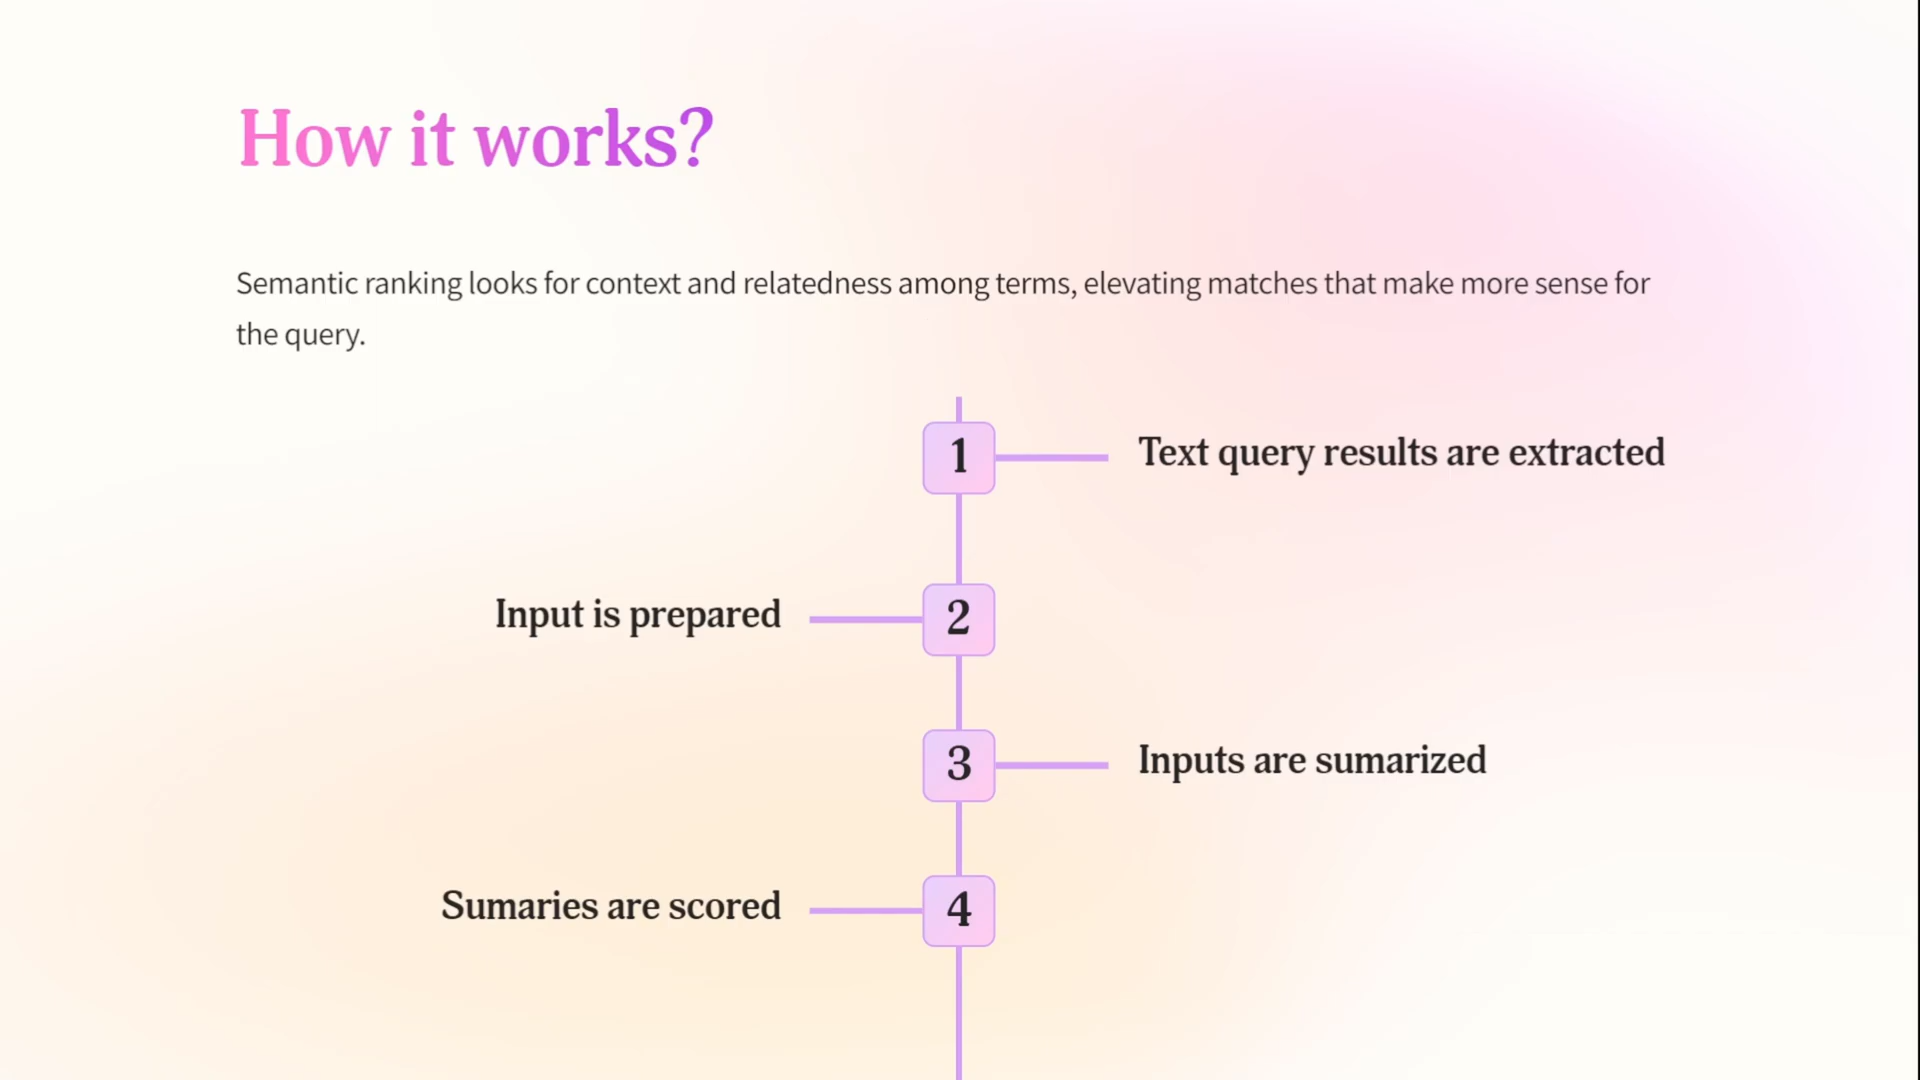 How it works?
Semantic ranking looks for context and relatedness among terms, elevating matches that make more sense for
the query.
1
Text query results are extracted
Input is prepared
2
3
Inputs are sumarized
Sumaries are scored
4